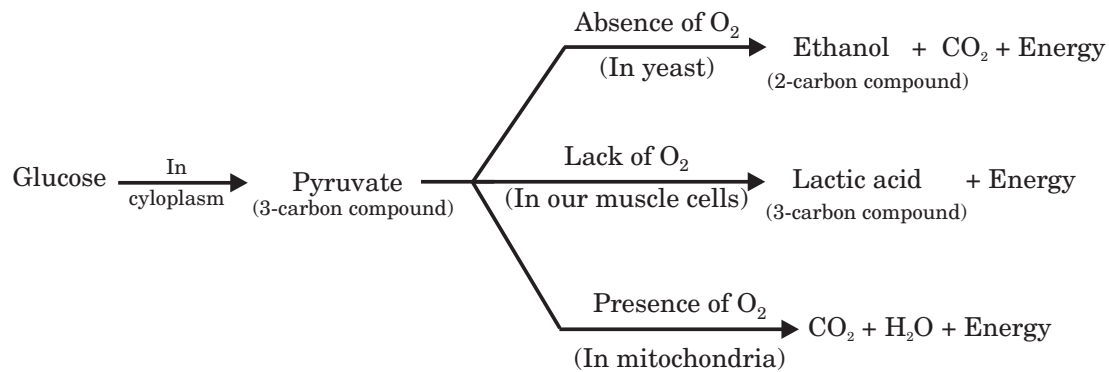 Absence of O₂
(In yeast)
Ethanol + CO₂ + Energy
(2-carbon compound)
Glucose
In
cyloplasm
Pyruvate
(3-carbon compound)
Lack of O₂
(In our muscle cells)
Lactic acid + Energy
(3-carbon compound)
Presence of O₂
(In mitochondria)
CO₂ + H₂O + Energy